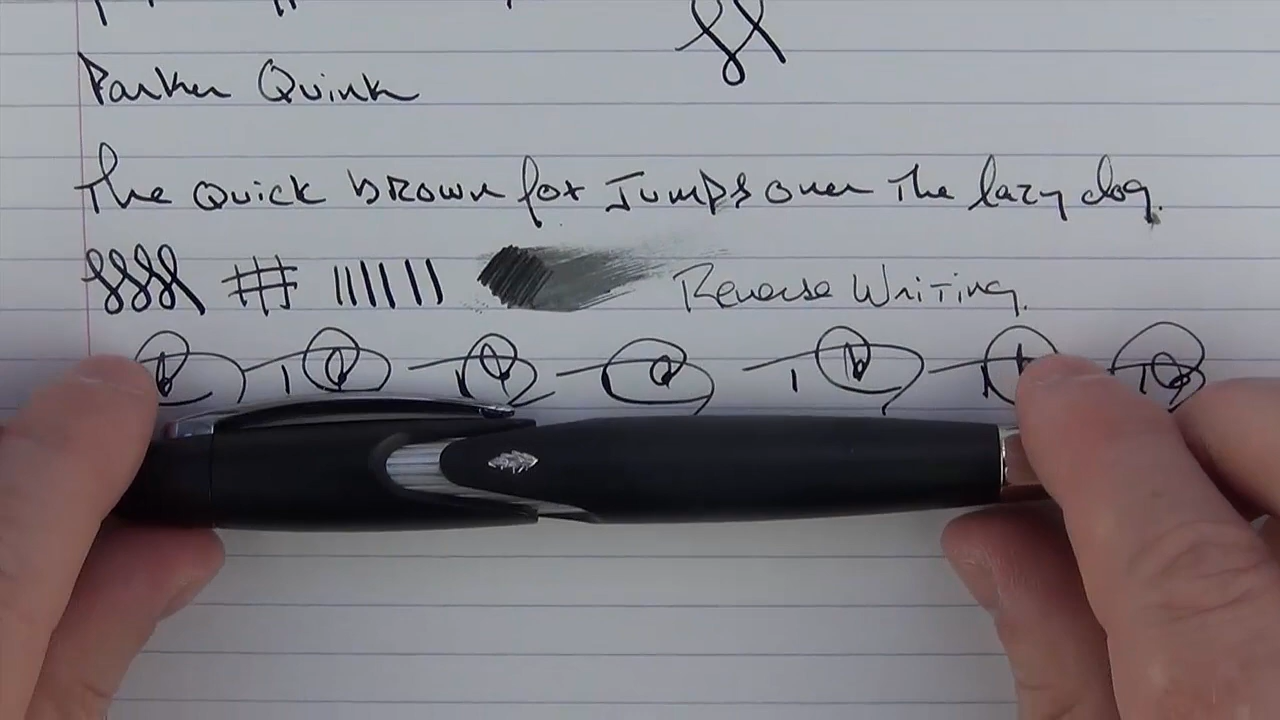 Parker Quink
The Quick brown fox Jumps over The lazy dog.
Reverse Writing.